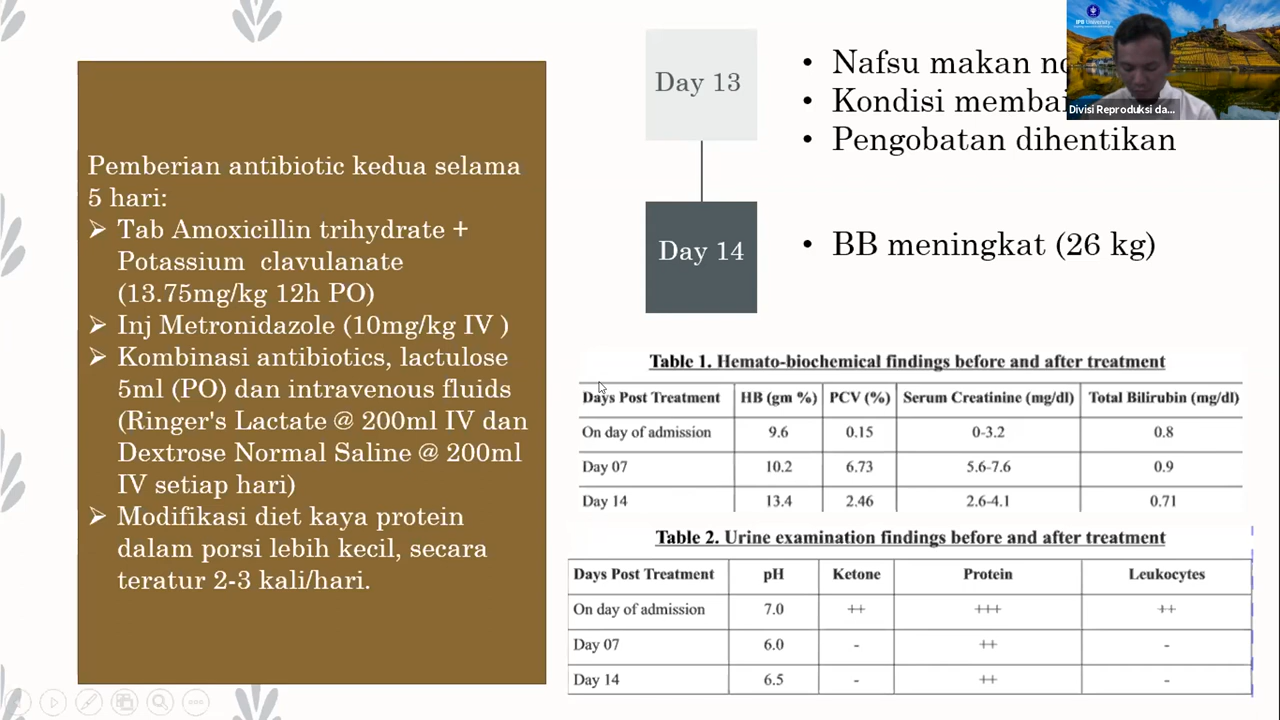 Pemberian antibiotic kedua selama
5 hari:
➢ Tab Amoxicillin trihydrate +
Potassium clavulanate
(13.75mg/kg 12h PO)
➢ Inj Metronidazole (10mg/kg IV )
➢ Kombinasi antibiotics, lactulose
5ml (PO) dan intravenous fluids
(Ringer's Lactate @ 200ml IV dan
Dextrose Normal Saline @ 200ml
IV setiap hari)
➢ Modifikasi diet kaya protein
dalam porsi lebih kecil, secara
teratur 2-3 kali/hari.
Day 13
• Nafsu makan
• Kondisi
• Pengobatan dihentikan
Day 14
• BB meningkat (26 kg)
IPB University
Divisi Reproduksi da...
Table 1. Hemato-biochemical findings before and after treatment
Days Post Treatment HB (gm %) PCV (%) Serum Creatinine (mg/dl) Total Bilirubin (mg/dl)
On day of admission 9.6 0.15 0-3.2 0.8
Day 07 10.2 6.73 5.6-7.6 0.9
Day 14 13.4 2.46 2.6-4.1 0.71
Table 2. Urine examination findings before and after treatment
Days Post Treatment pH Ketone Protein Leukocytes
On day of admission 7.0 ++ +++ ++
Day 07 6.0 - ++ -
Day 14 6.5 - ++ -